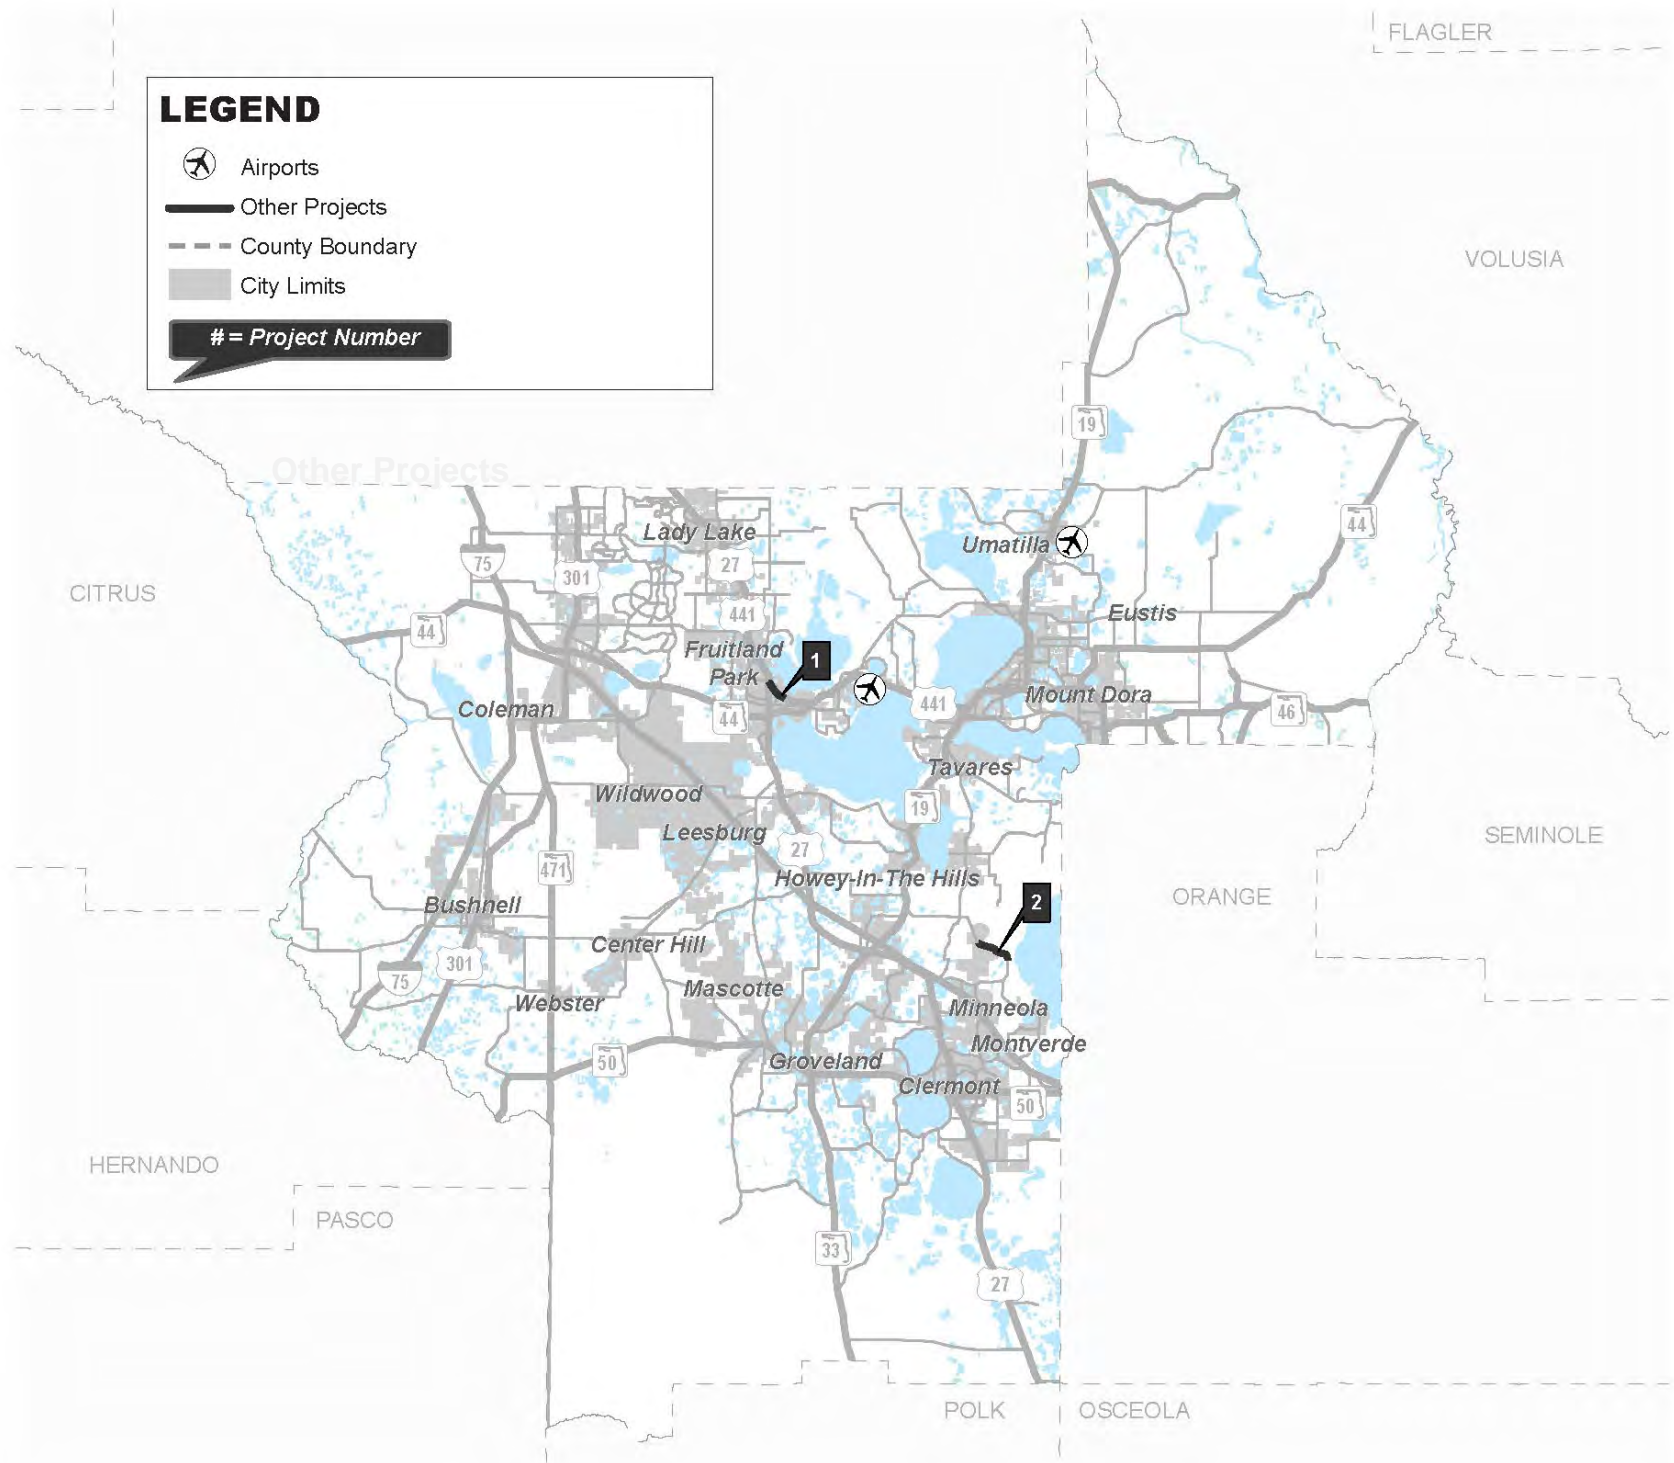 FLAGLER
LEGEND
Airports
Other Projects
County Boundary
City Limits
# = Project Number
VOLUSIA
19
Other Projects
Lady Lake
44
Umatilla
75
27
301
CITRUS
441
Eustis
44
Fruitland
Park
1
Mount Dora
441
Coleman
44
46
Tavares
Wildwood
19
Leesburg
SEMINOLE
27
471
Howey-In-The Hills
ORANGE
2
Bushnell
Center Hill
301
75
Mascotte
Webster
Minneola
Montverde
50
Groveland
Clermont
50
HERNANDO
PASCO
33
27
POLK
OSCEOLA